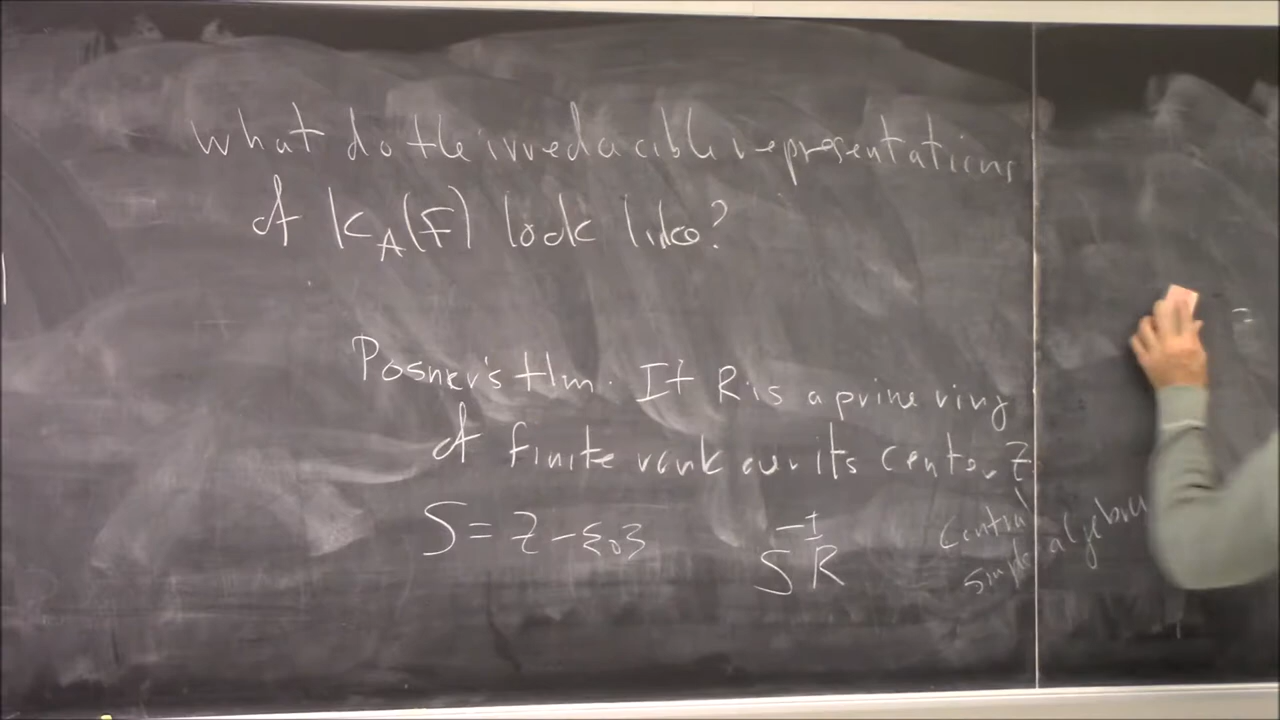 What do the irreducible representations
of K_A(F) look like?
Posner's thm. If R is a prime ring
of finite rank over its center Z
S = Z - {0} S^{-1}R central
simple algebra